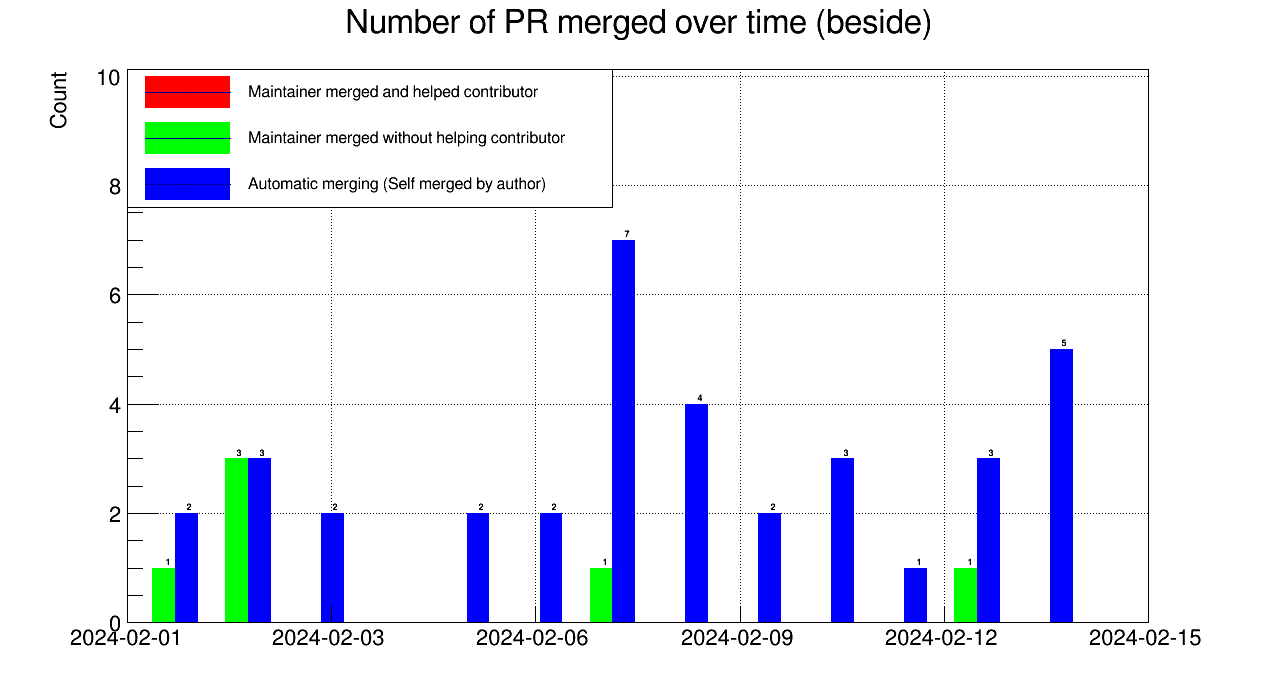 Number of PR merged over time (beside)
Count
10
8
6
4
2
0
Maintainer merged and helped contributor
Maintainer merged without helping contributor
Automatic merging (Self merged by author)
1 2 3 3 2 2 2 1 7 4 2 3 1 1 3 5
2024-02-01 2024-02-03 2024-02-06 2024-02-09 2024-02-12 2024-02-15